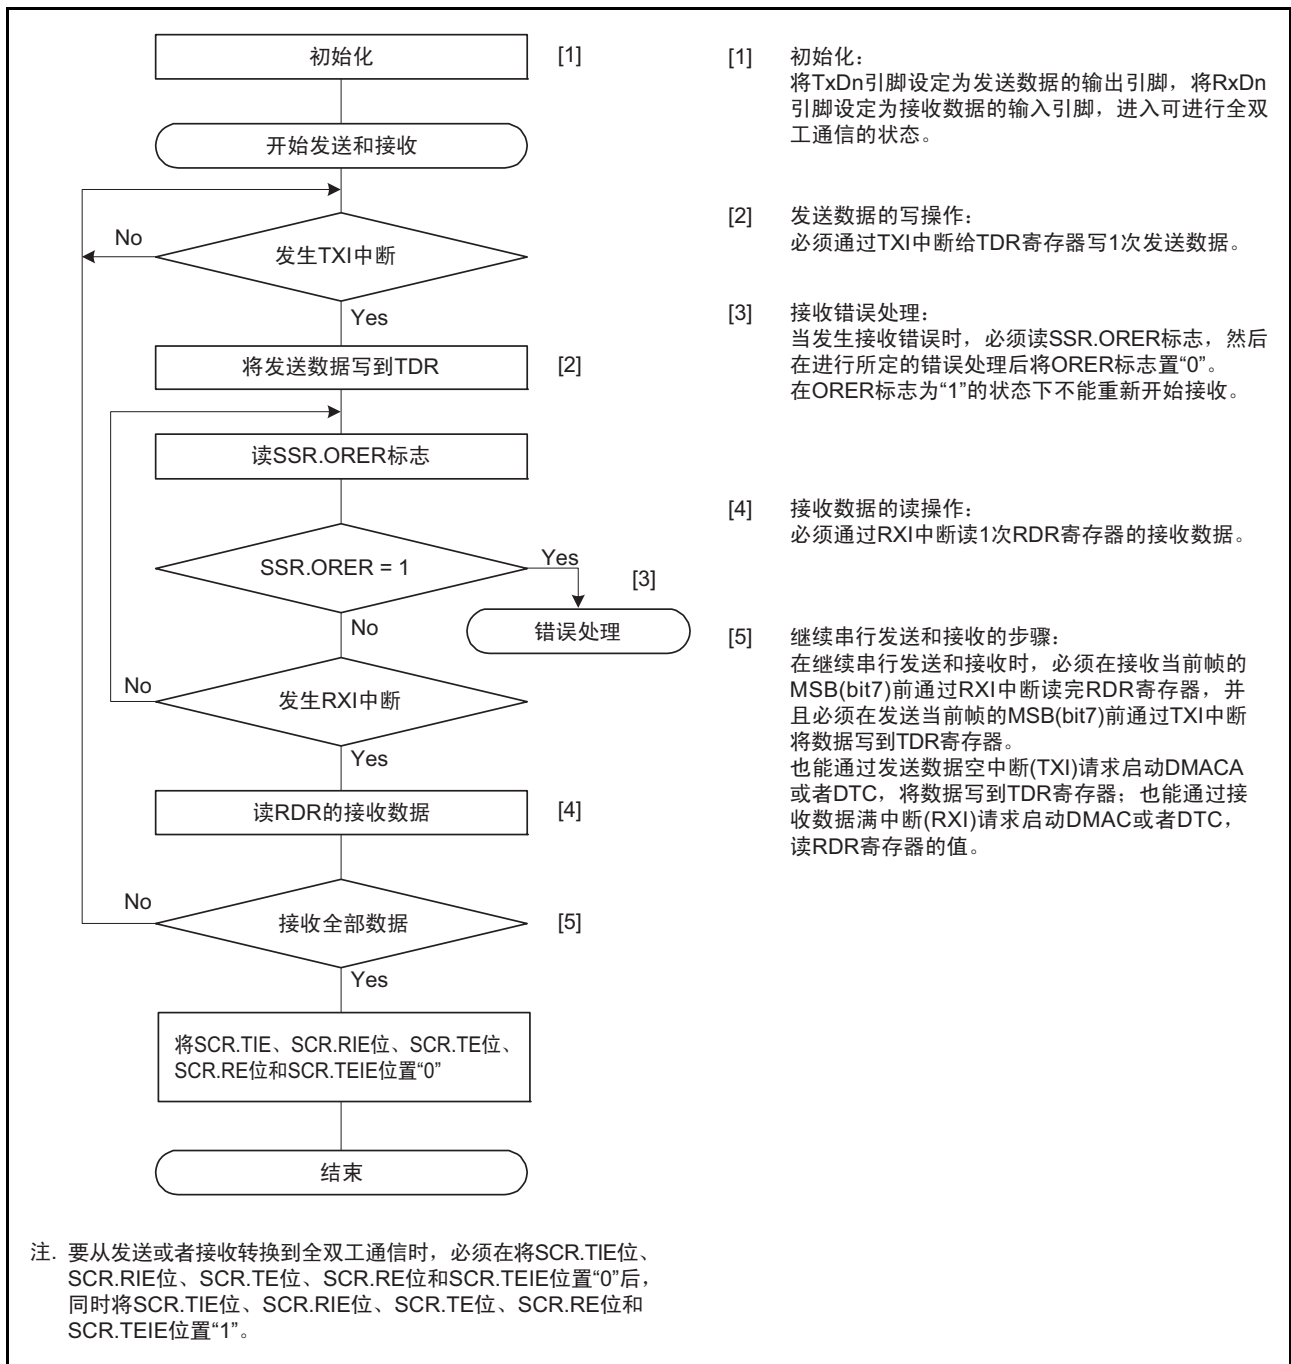 初始化
[1]
开始发送和接收
No
发生TXI中断
Yes
将发送数据写到TDR
[2]
读SSR.ORER标志
SSR.ORER = 1
Yes
[3]
错误处理
No
No
发生RXI中断
Yes
读RDR的接收数据
[4]
No
接收全部数据
[5]
Yes
将SCR.TIE、SCR.RIE位、SCR.TE位、
SCR.RE位和SCR.TEIE位置“0”
结束
[1] 初始化：
将TxDn引脚设定为发送数据的输出引脚，将RxDn
引脚设定为接收数据的输入引脚，进入可进行全双
工通信的状态。
[2] 发送数据的写操作：
必须通过TXI中断给TDR寄存器写1次发送数据。
[3] 接收错误处理：
当发生接收错误时，必须读SSR.ORER标志，然后
在进行所定的错误处理后将ORER标志置“0”。
在ORER标志为“1”的状态下不能重新开始接收。
[4] 接收数据的读操作：
必须通过RXI中断读1次RDR寄存器的接收数据。
[5] 继续串行发送和接收的步骤：
在继续串行发送和接收时，必须在接收当前帧的
MSB(bit7)前通过RXI中断读完RDR寄存器，并
且必须在发送当前帧的MSB(bit7)前通过TXI中断
将数据写到TDR寄存器。
也能通过发送数据空中断(TXI)请求启动DMACA
或者DTC，将数据写到TDR寄存器；也能通过接
收数据满中断(RXI)请求启动DMAC或者DTC，
读RDR寄存器的值。
注. 要从发送或者接收转换到全双工通信时，必须在将SCR.TIE位、
SCR.RIE位、SCR.TE位、SCR.RE位和SCR.TEIE位置“0”后，
同时将SCR.TIE位、SCR.RIE位、SCR.TE位、SCR.RE位和
SCR.TEIE位置“1”。